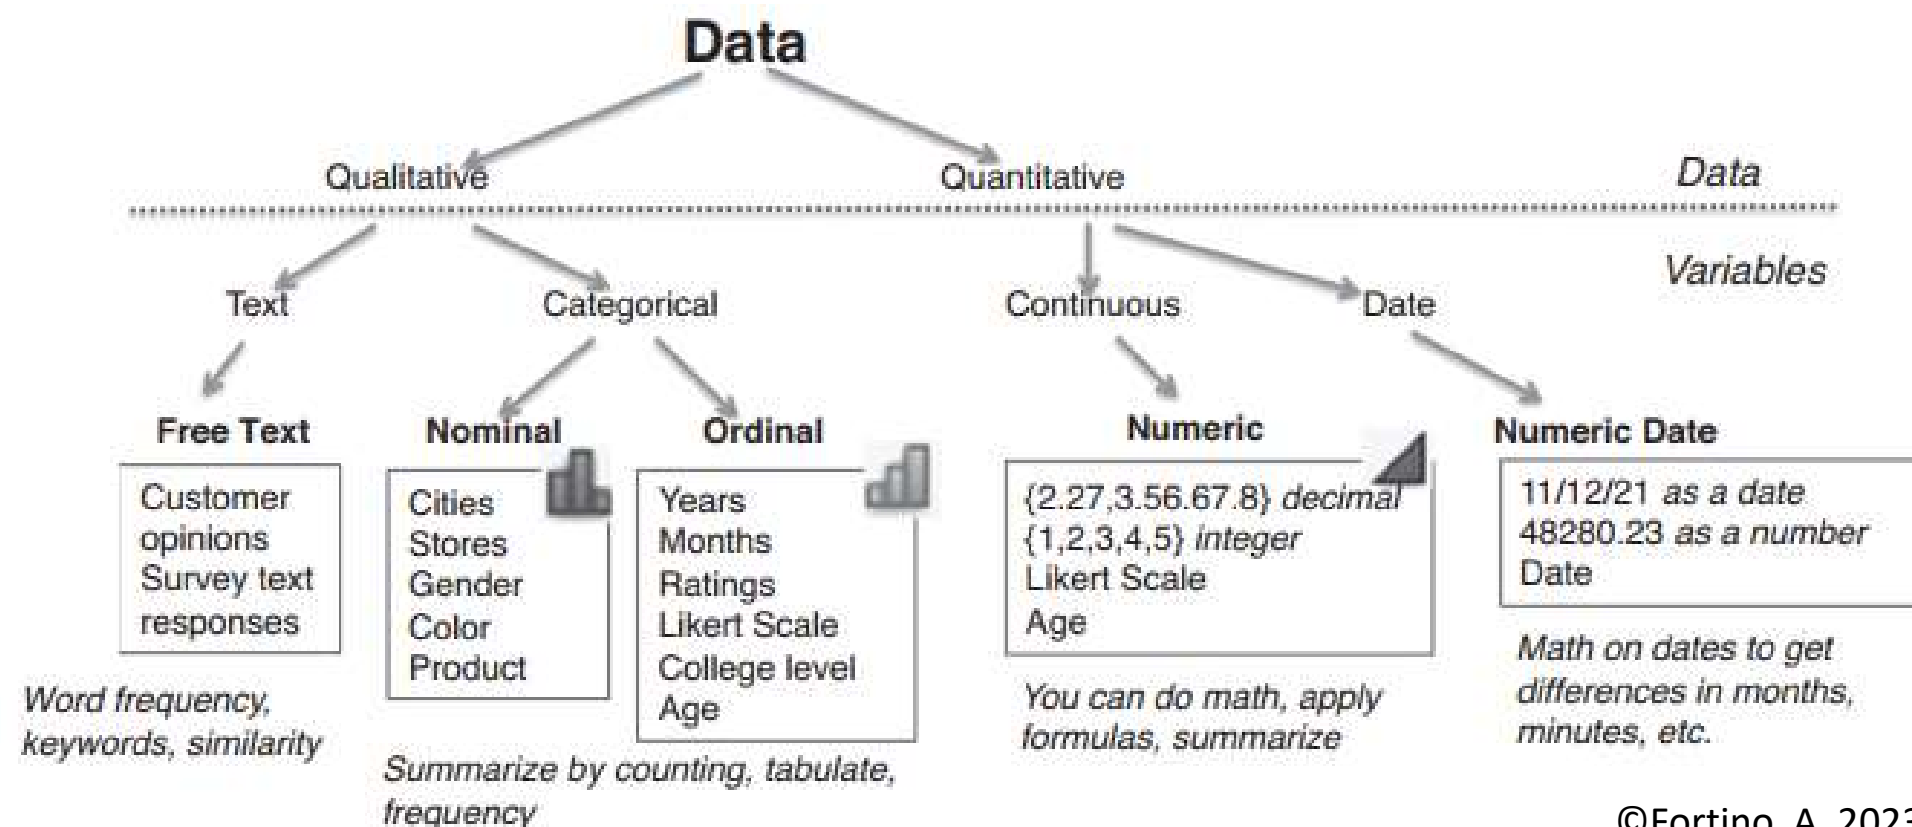 Data
Qualitative
Quantitative
Data
Variables
Text
Categorical
Continuous
Date
Free Text
Customer
opinions
Survey text
responses
Word frequency,
keywords, similarity
Nominal
Cities
Stores
Gender
Color
Product
Ordinal
Years
Months
Ratings
Likert Scale
College level
Age
Summarize by counting, tabulate,
frequency
Numeric
{2.27,3.56.67.8} decimal
{1,2,3,4,5} integer
Likert Scale
Age
You can do math, apply
formulas, summarize
Numeric Date
11/12/21 as a date
48280.23 as a number
Date
Math on dates to get
differences in months,
minutes, etc.
©Fortino, A. 2023